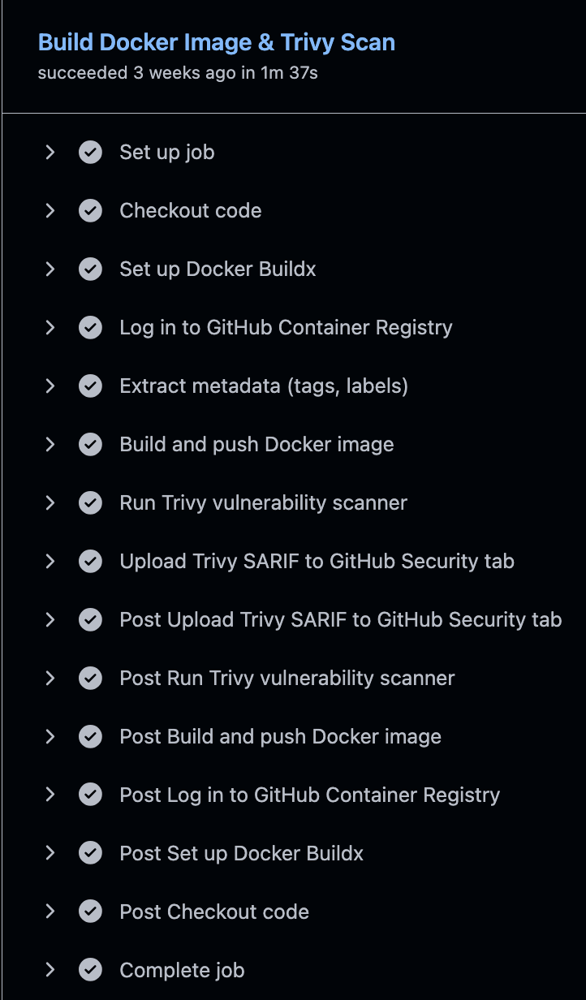 Build Docker Image & Trivy Scan
succeeded 3 weeks ago in 1m 37s
Set up job
Checkout code
Set up Docker Buildx
Log in to GitHub Container Registry
Extract metadata (tags, labels)
Build and push Docker image
Run Trivy vulnerability scanner
Upload Trivy SARIF to GitHub Security tab
Post Upload Trivy SARIF to GitHub Security tab
Post Run Trivy vulnerability scanner
Post Build and push Docker image
Post Log in to GitHub Container Registry
Post Set up Docker Buildx
Post Checkout code
Complete job